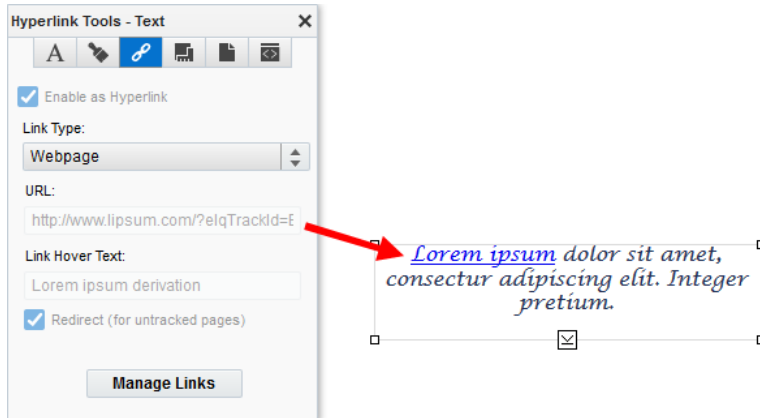 Hyperlink Tools - Text
Enable as Hyperlink
Link Type:
Webpage
URL:
http://www.lipsum.com/?elqTrackId=E
Link Hover Text:
Lorem ipsum derivation
Redirect (for untracked pages)
Manage Links
Lorem ipsum dolor sit amet,
consectur adipiscing elit. Integer
pretium.